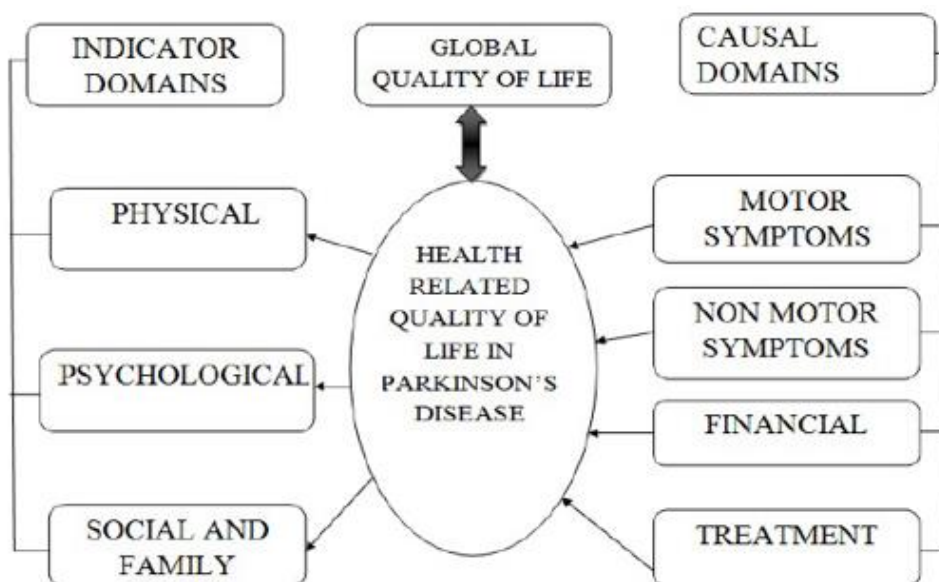 INDICATOR
DOMAINS
GLOBAL
QUALITY OF LIFE
CAUSAL
DOMAINS
PHYSICAL
PSYCHOLOGICAL
SOCIAL AND
FAMILY
HEALTH
RELATED
QUALITY OF
LIFE IN
PARKINSON’S
DISEASE
MOTOR
SYMPTOMS
NON MOTOR
SYMPTOMS
FINANCIAL
TREATMENT